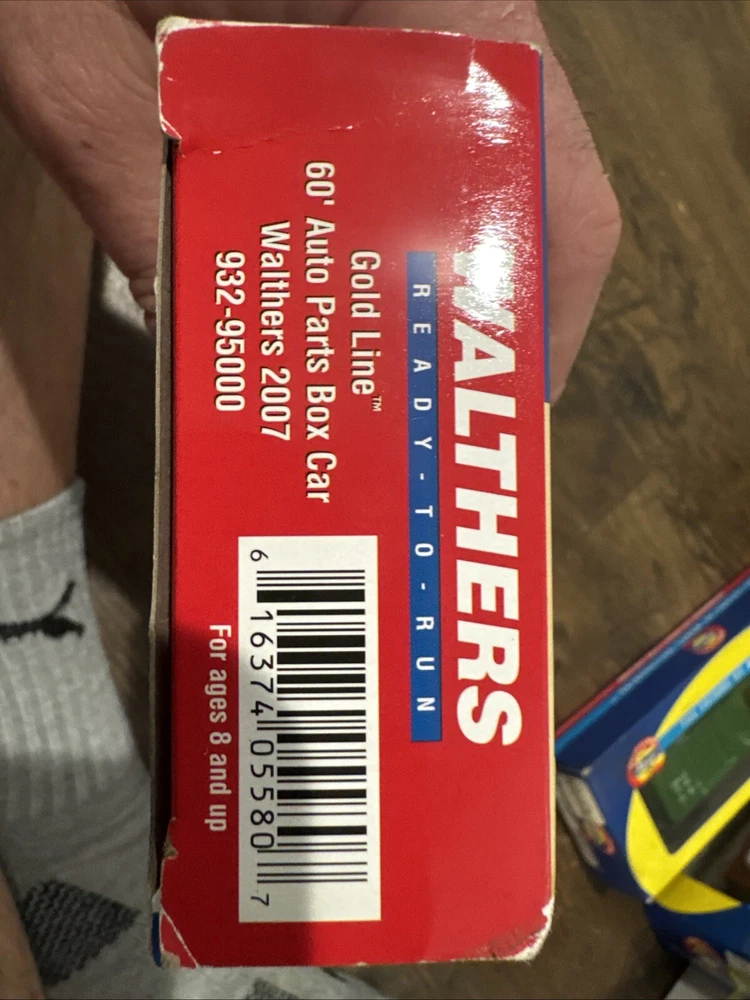 WALTHERS
READY-TO-RUN
Gold Line™
60' Auto Parts Box Car
Walthers 2007
932-95000
6 16374 05580 7
For ages 8 and up